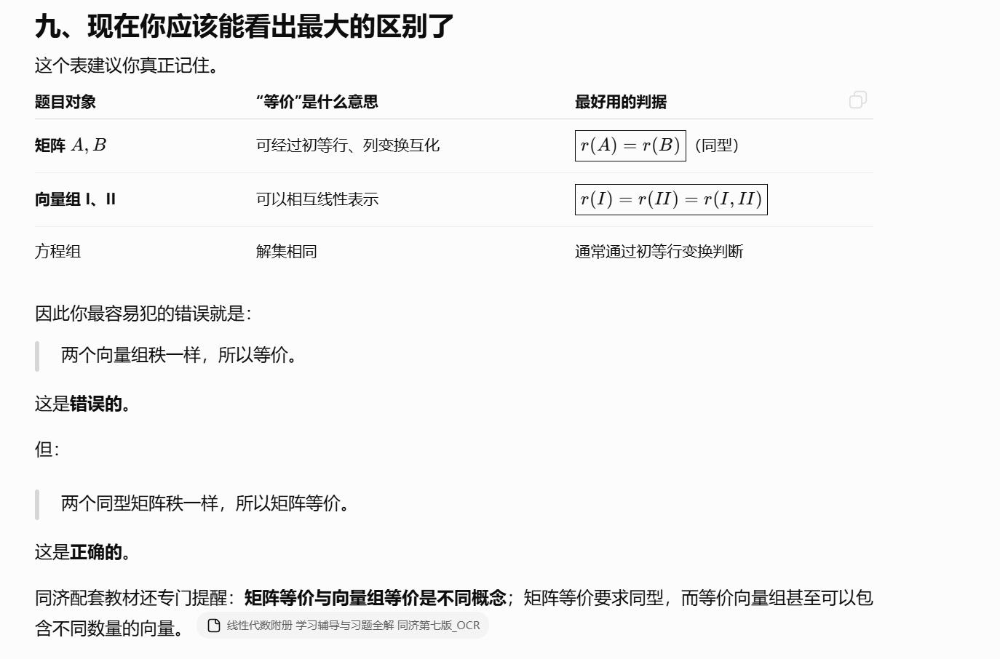 九、现在你应该能看出最大的区别了
这个表建议你真正记住。
题目对象 “等价”是什么意思 最好用的判据
矩阵 A, B 可经过初等行、列变换互化 r(A) = r(B)（同型）
向量组 I、II 可以相互线性表示 r(I) = r(II) = r(I, II)
方程组 解集相同 通常通过初等行变换判断
因此你最容易犯的错误就是：
两个向量组秩一样，所以等价。
这是错误的。
但：
两个同型矩阵秩一样，所以矩阵等价。
这是正确的。
同济配套教材还专门提醒：矩阵等价与向量组等价是不同概念；矩阵等价要求同型，而等价向量组甚至可以包
含不同数量的向量。 线性代数附册 学习辅导与习题全解 同济第七版_OCR